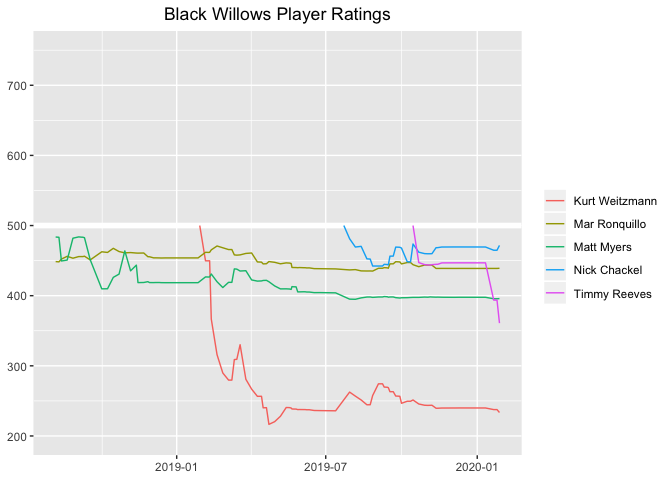 Black Willows Player Ratings
700
600
500
400
300
200
2019-01
2019-07
2020-01
Kurt Weitzmann
Mar Ronquillo
Matt Myers
Nick Chackel
Timmy Reeves